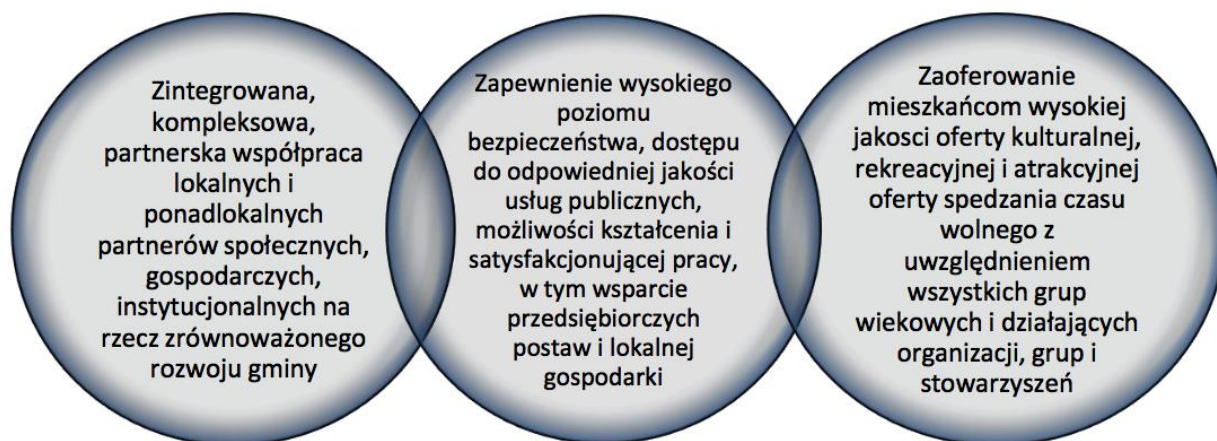 Zintegrowana,
kompleksowa,
partnerska współpraca
lokalnych i
ponadlokalnych
partnerów społecznych,
gospodarczych,
instytucjonalnych na
rzecz zrównoważonego
rozwoju gminy
Zapewnienie wysokiego
poziomu
bezpieczeństwa, dostępu
do odpowiedniej jakości
usług publicznych,
możliwości kształcenia i
satysfakcjonującej pracy,
w tym wsparcie
przedsiębiorczych
postaw i lokalnej
gospodarki
Zaoferowanie
mieszkańcom wysokiej
jakosci oferty kulturalnej,
rekreacyjnej i atrakcyjnej
oferty spedzania czasu
wolnego z
uwzględnieniem
wszystkich grup
wiekowych i działających
organizacji, grup i
stowarzyszeń